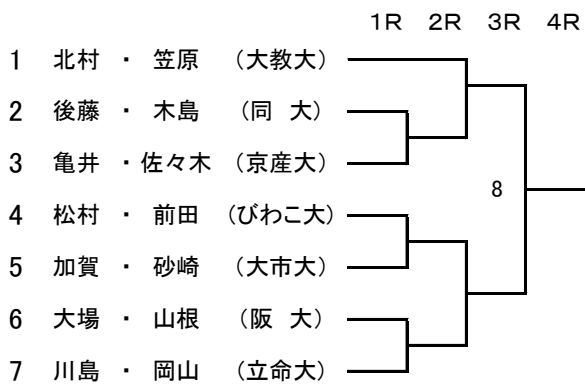 1R 2R 3R 4R
1 北村 ・ 笠原 (大教大)
2 後藤 ・ 木島 (同 大)
3 亀井 ・ 佐々木 (京産大)
8
4 松村 ・ 前田 (びわこ大)
5 加賀 ・ 砂崎 (大市大)
6 大場 ・ 山根 (阪 大)
7 川島 ・ 岡山 (立命大)